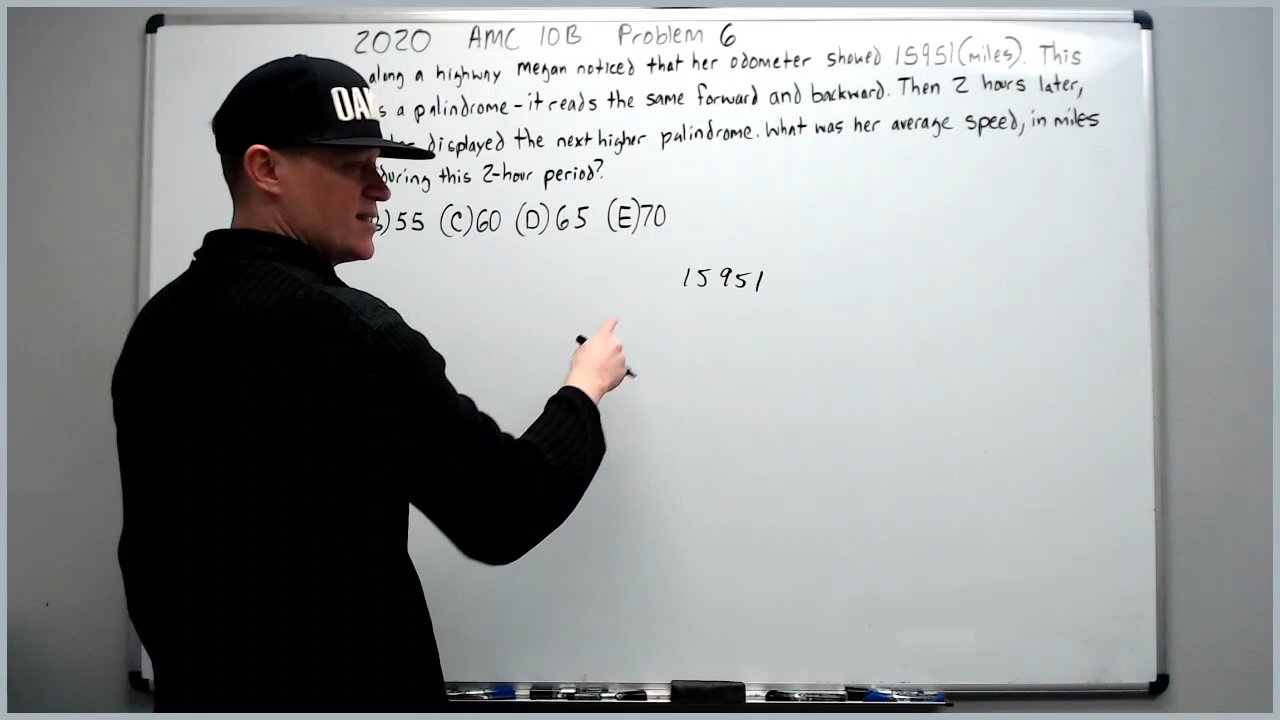 2020 AMC 10B Problem 6
along a highway Megan noticed that her odometer showed 15951 (miles). This
s a palindrome - it reads the same forward and backward. Then 2 hours later,
displayed the next higher palindrome. What was her average speed, in miles
during this 2-hour period?
)55 (C)60 (D)65 (E)70
15951
OAK